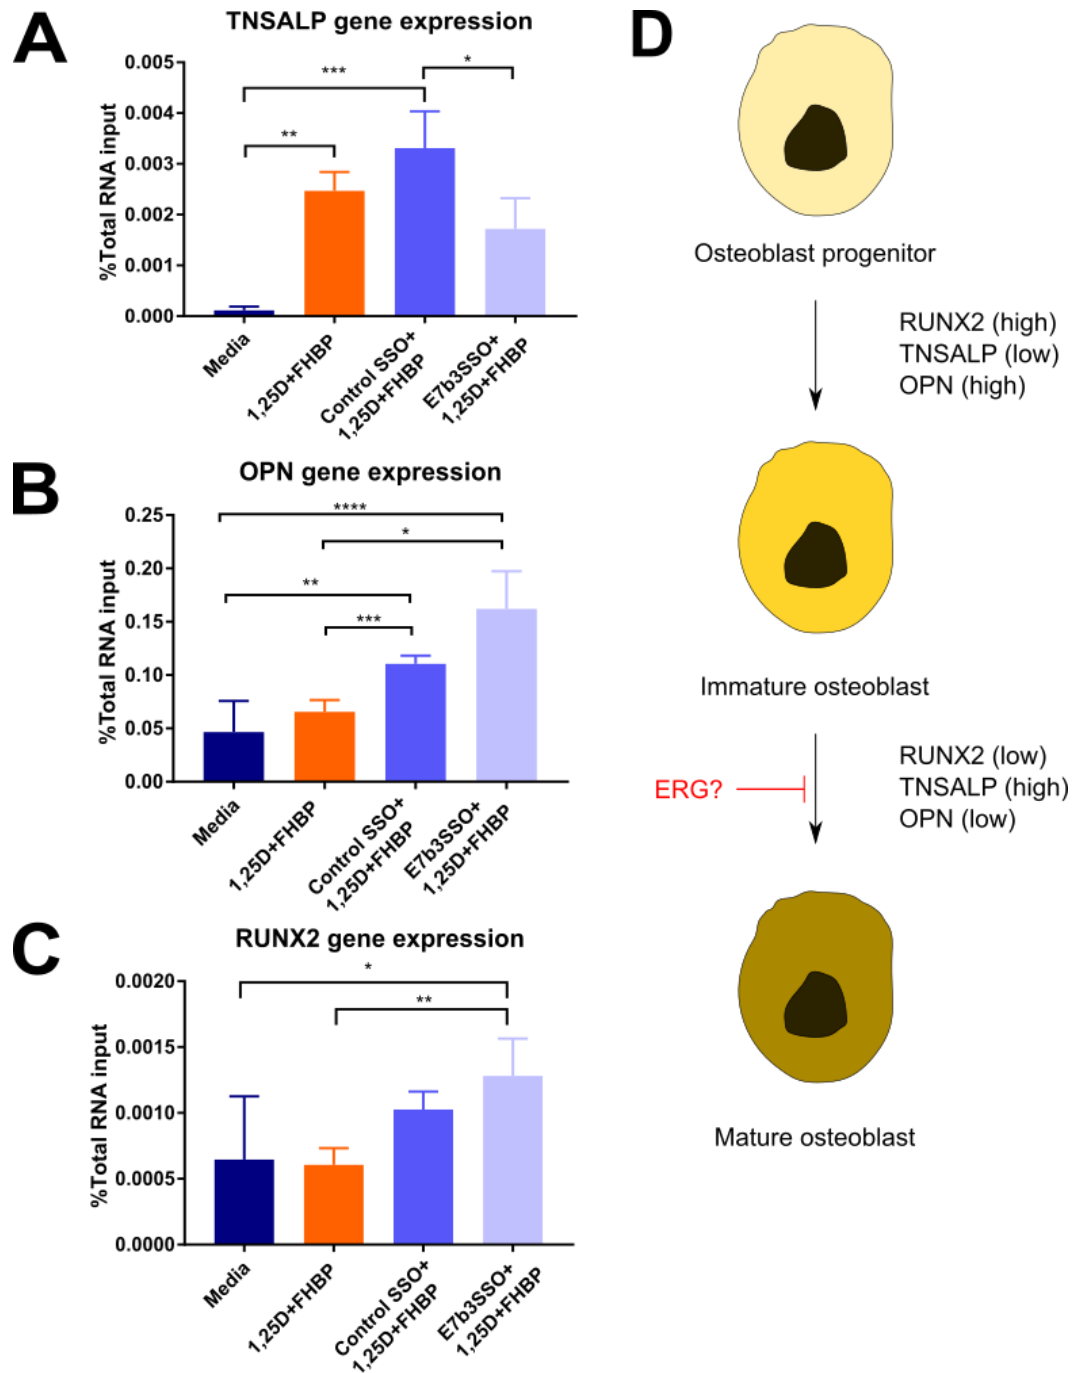 A
TNSALP gene expression
%Total RNA input
0.005
0.004
0.003
0.002
0.001
0.000
***
*
**
Media
1,25D+FHBP
Control SSO+
1,25D+FHBP
E7b3SSO+
1,25D+FHBP
B
OPN gene expression
%Total RNA input
0.25
0.20
0.15
0.10
0.05
0.00
****
*
**
***
Media
1,25D+FHBP
Control SSO+
1,25D+FHBP
E7b3SSO+
1,25D+FHBP
C
RUNX2 gene expression
%Total RNA input
0.0020
0.0015
0.0010
0.0005
0.0000
*
**
Media
1,25D+FHBP
Control SSO+
1,25D+FHBP
E7b3SSO+
1,25D+FHBP
D
Osteoblast progenitor
RUNX2 (high)
TNSALP (low)
OPN (high)
Immature osteoblast
ERG?
RUNX2 (low)
TNSALP (high)
OPN (low)
Mature osteoblast